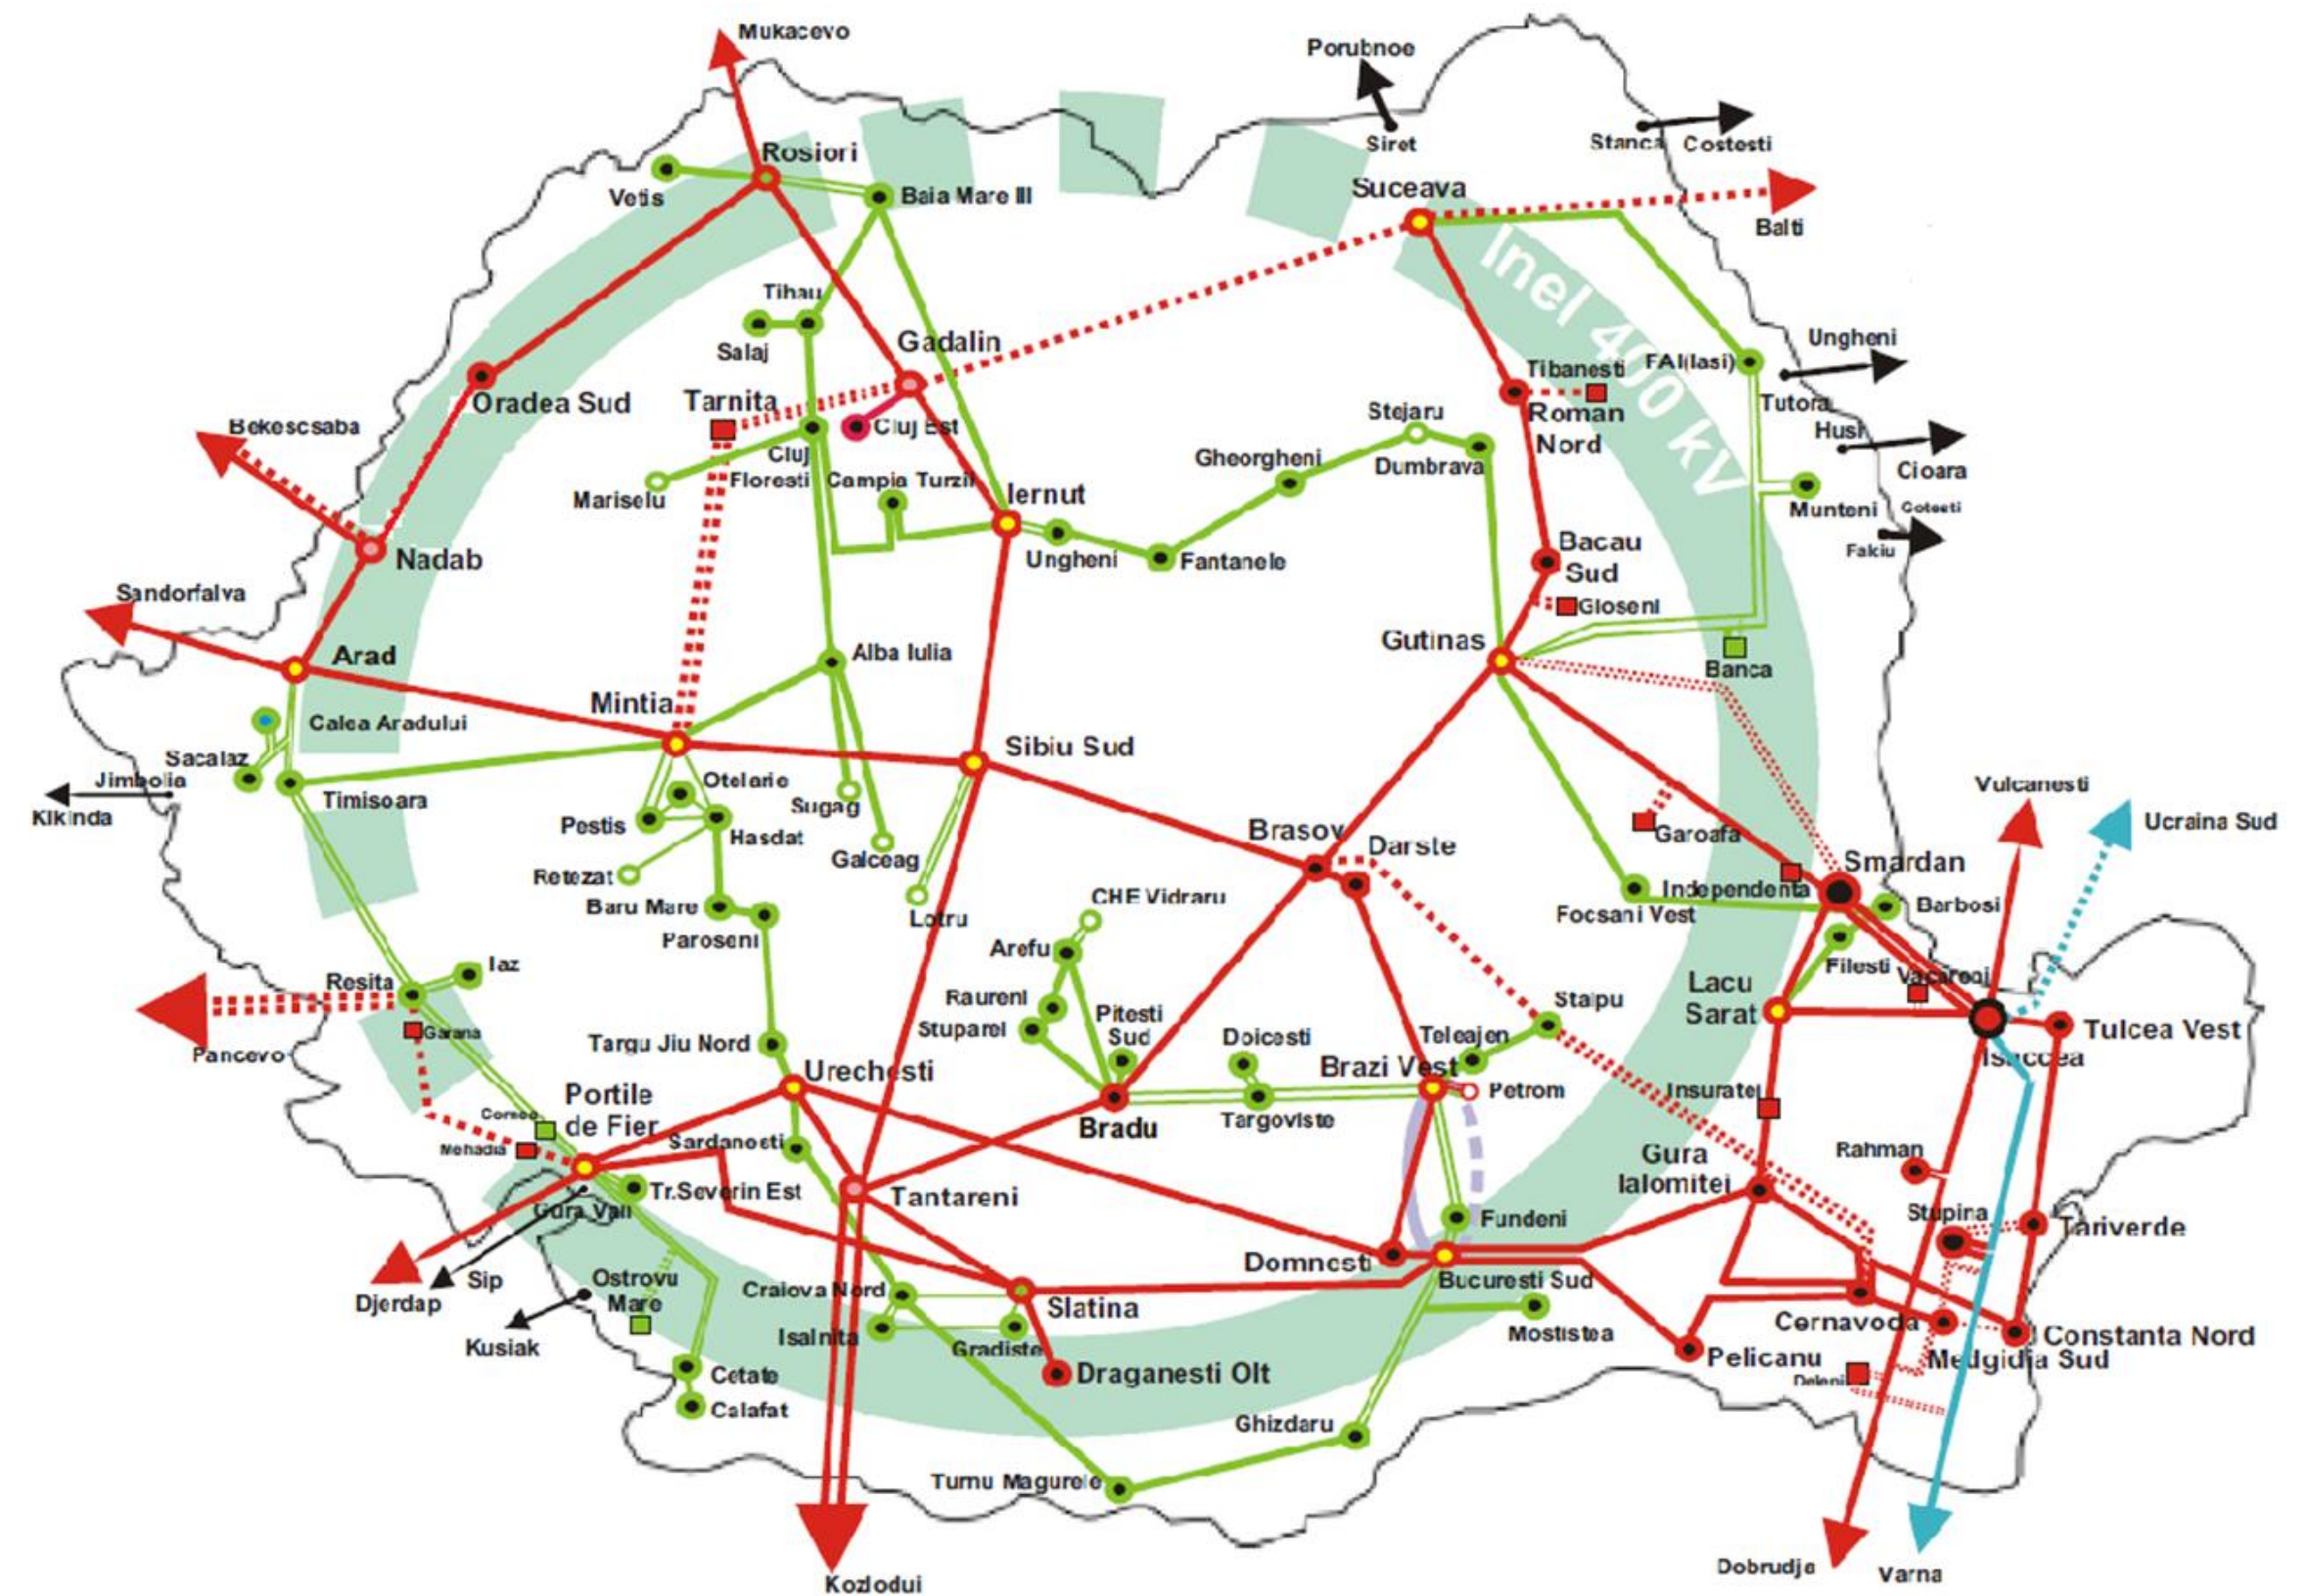 Mukacevo
Porubnoe
Siret
Stanca
Costesti
Rosiori
Vetis
Baia Mare III
Suceava
Balti
Inel 400 kV
Tihau
Salaj
Gadalin
Ungheni
Tibanesti
FAI(Iasi)
Oradea Sud
Tarnita
Tutora
Roman
Nord
Stejaru
Husi
Bekescsaba
Cluj Est
Cluj
Floresti
Campia Turzii
Gheorgheni
Dumbrava
Cioara
Mariselu
Iernut
Munteni
Gotesti
Nadab
Ungheni
Fantanele
Bacau
Sud
Falciu
Sandorfalva
Gioseni
Arad
Alba Iulia
Gutinas
Banca
Mintia
Calea Aradului
Sibiu Sud
Sacalaz
Jimbolia
Otelarie
Vulcanesti
Timisoara
Sugag
Kikinda
Pestis
Hasdat
Ucraina Sud
Brasov
Darste
Garoafa
Galceag
Smardan
Retezat
Independenta
Baru Mare
CHE Vidraru
Lotru
Focsani Vest
Barbosi
Paroseni
Arefu
Iaz
Filesti
Vacareni
Resita
Raureni
Lacu
Sarat
Stalpu
Garana
Stuparei
Pitesti
Sud
Pancevo
Targu Jiu Nord
Doicesti
Teleajen
Tulcea Vest
Isaccea
Urechesti
Brazi Vest
Petrom
Insuratei
Portile
de Fier
Corneo
Targoviste
Bradu
Mehadia
Sardanesti
Rahman
Gura
Ialomitei
Tr.Severin Est
Tantareni
Gura Vaii
Fundeni
Stupina
Tariverde
Domnesti
Sip
Ostrovu
Mare
Bucuresti Sud
Djerdap
Craiova Nord
Slatina
Cernavoda
Isalnita
Mostistea
Constanta Nord
Kusiak
Gradiste
Pelicanu
Medgidia Sud
Cetate
Draganesti Olt
Deleni
Calafat
Ghizdaru
Turnu Magurele
Dobrudja
Varna
Kozlodui